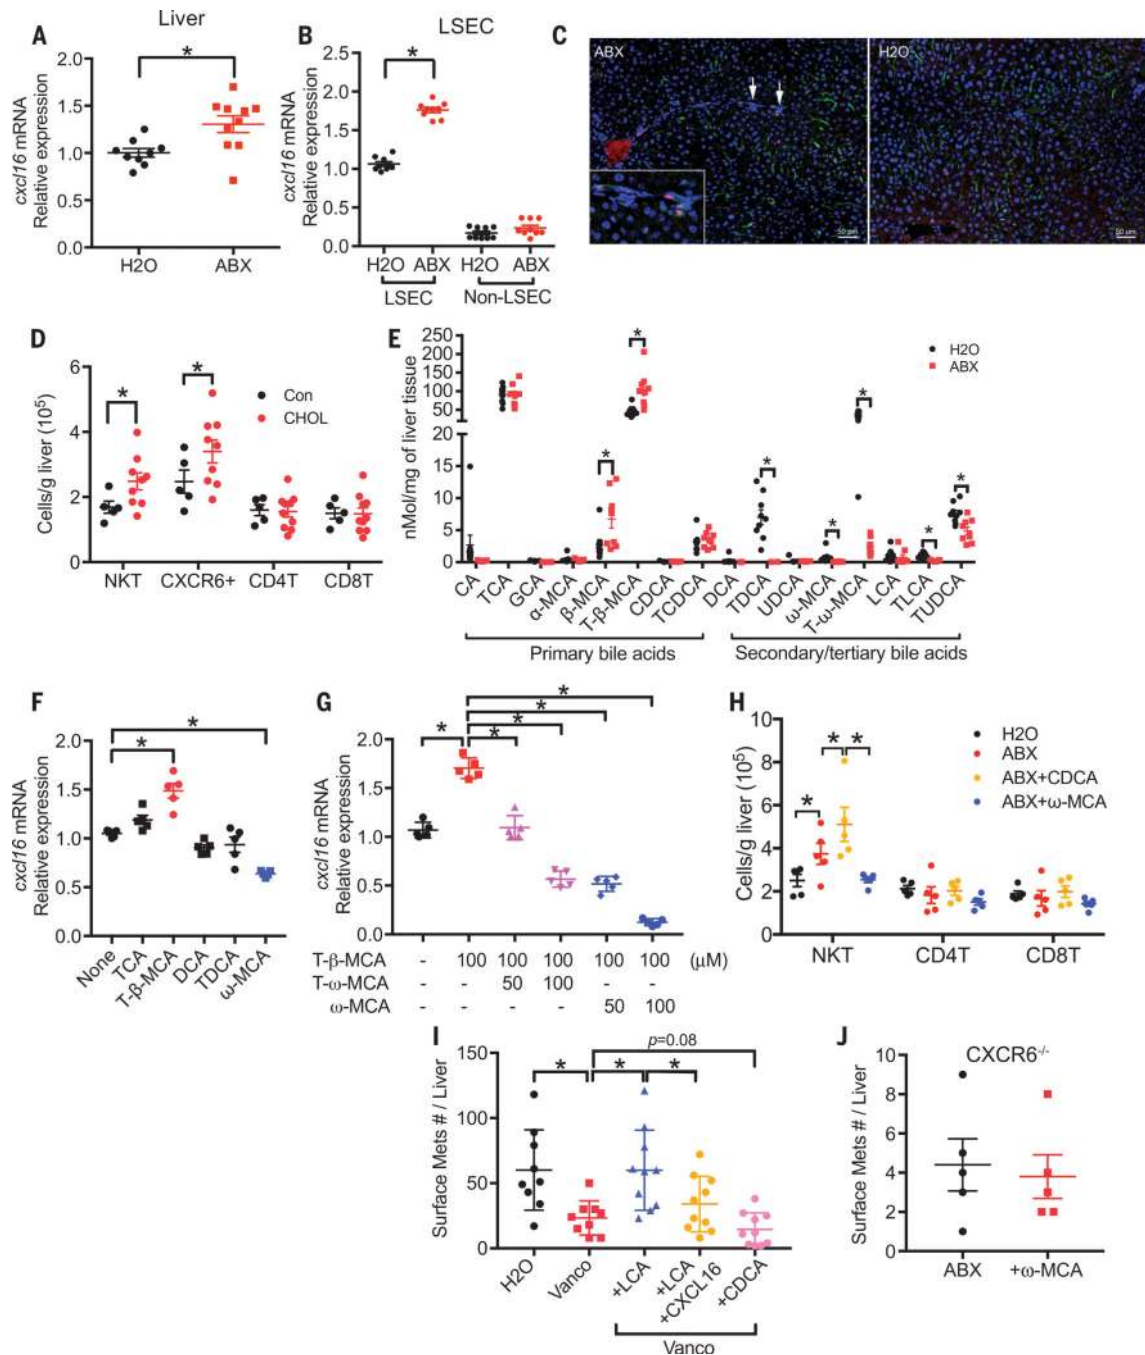 A
Liver
*
cxcl16 mRNA
Relative expression
2.0
1.5
1.0
0.5
0.0
H2O ABX
B
LSEC
*
cxcl16 mRNA
Relative expression
2.5
2.0
1.5
1.0
0.5
0.0
H2O ABX H2O ABX
LSEC Non-LSEC
C
ABX
H2O
50 µm
50 µm
D
Cells/g liver (10⁵)
6
4
2
0
* *
Con
CHOL
NKT CXCR6+ CD4T CD8T
E
nMol/mg of liver tissue
250
200
150
100
50
20
15
10
5
0
* * * * * * *
H2O
ABX
CA TCA GCA α-MCA β-MCA T-β-MCA CDCA TCDCA DCA TDCA UDCA ω-MCA T-ω-MCA LCA TLCA TUDCA
Primary bile acids Secondary/tertiary bile acids
F
cxcl16 mRNA
Relative expression
2.0
1.5
1.0
0.5
0.0
*
*
None TCA T-β-MCA DCA TDCA ω-MCA
G
cxcl16 mRNA
Relative expression
2.0
1.5
1.0
0.5
0.0
*
*
*
* *
T-β-MCA - 100 100 100 100 100 (µM)
T-ω-MCA - - 50 100 - -
ω-MCA - - - - 50 100
H
Cells/g liver (10⁵)
10
8
6
4
2
0
* * *
H2O
ABX
ABX+CDCA
ABX+ω-MCA
NKT CD4T CD8T
I
Surface Mets # / Liver
150
100
50
0
p=0.08
* * *
H2O Vanco +LCA +LCA +CXCL16 +CDCA
Vanco
J
CXCR6-/-
Surface Mets # / Liver
10
8
6
4
2
0
ABX +ω-MCA